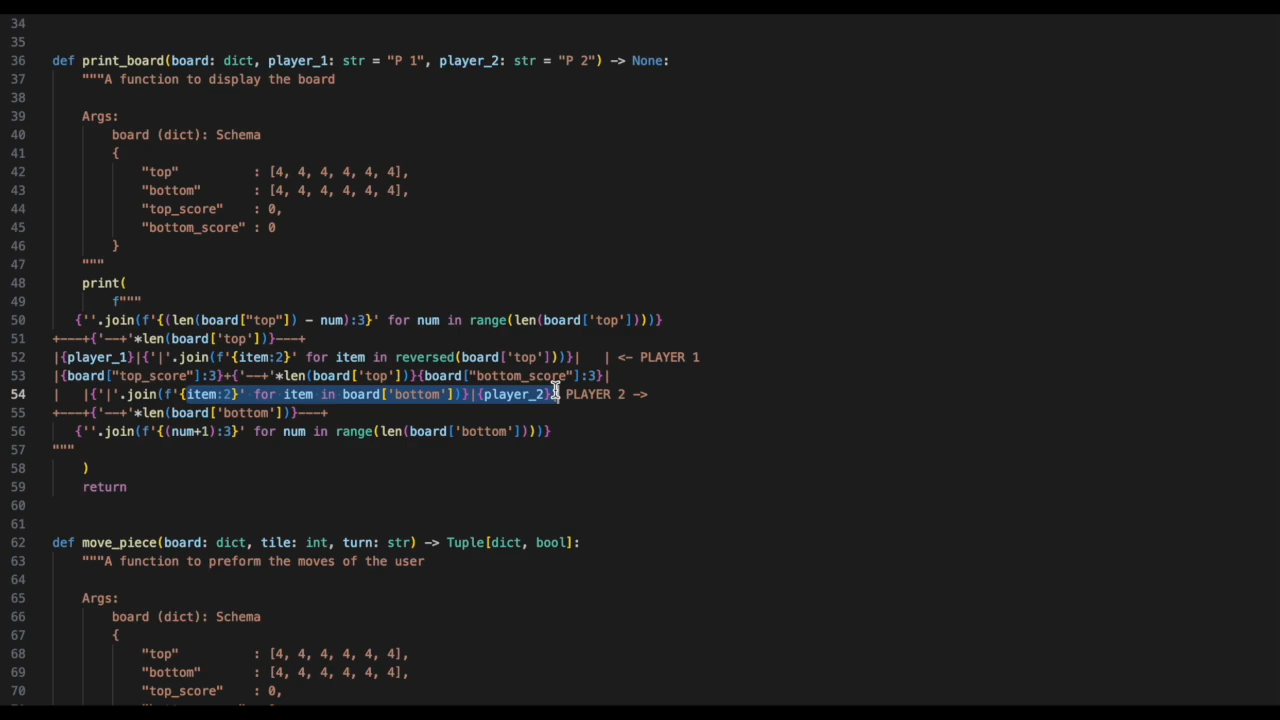 34
35
36 def print_board(board: dict, player_1: str = "P 1", player_2: str = "P 2") -> None:
37     """A function to display the board
38
39     Args:
40         board (dict): Schema
41         {
42             "top"          : [4, 4, 4, 4, 4, 4],
43             "bottom"       : [4, 4, 4, 4, 4, 4],
44             "top_score"    : 0,
45             "bottom_score" : 0
46         }
47     """
48     print(
49         f"""
50    {''.join(f'{(len(board["top"]) - num):3}' for num in range(len(board['top'])))}
51 +---+{'--+'*len(board['top'])}---+
52 |{player_1}|{'|'.join(f'{item:2}' for item in reversed(board['top']))}|   | <- PLAYER 1
53 |{board["top_score"]:3}+{'--+'*len(board['top'])}{board["bottom_score"]:3}|
54 |   |{'|'.join(f'{item:2}' for item in board['bottom'])}|{player_2} PLAYER 2 ->
55 +---+{'--+'*len(board['bottom'])}---+
56    {''.join(f'{(num+1):3}' for num in range(len(board['bottom'])))}
57 """
58     )
59     return
60
61
62 def move_piece(board: dict, tile: int, turn: str) -> Tuple[dict, bool]:
63     """A function to preform the moves of the user
64
65     Args:
66         board (dict): Schema
67         {
68             "top"          : [4, 4, 4, 4, 4, 4],
69             "bottom"       : [4, 4, 4, 4, 4, 4],
70             "top_score"    : 0,